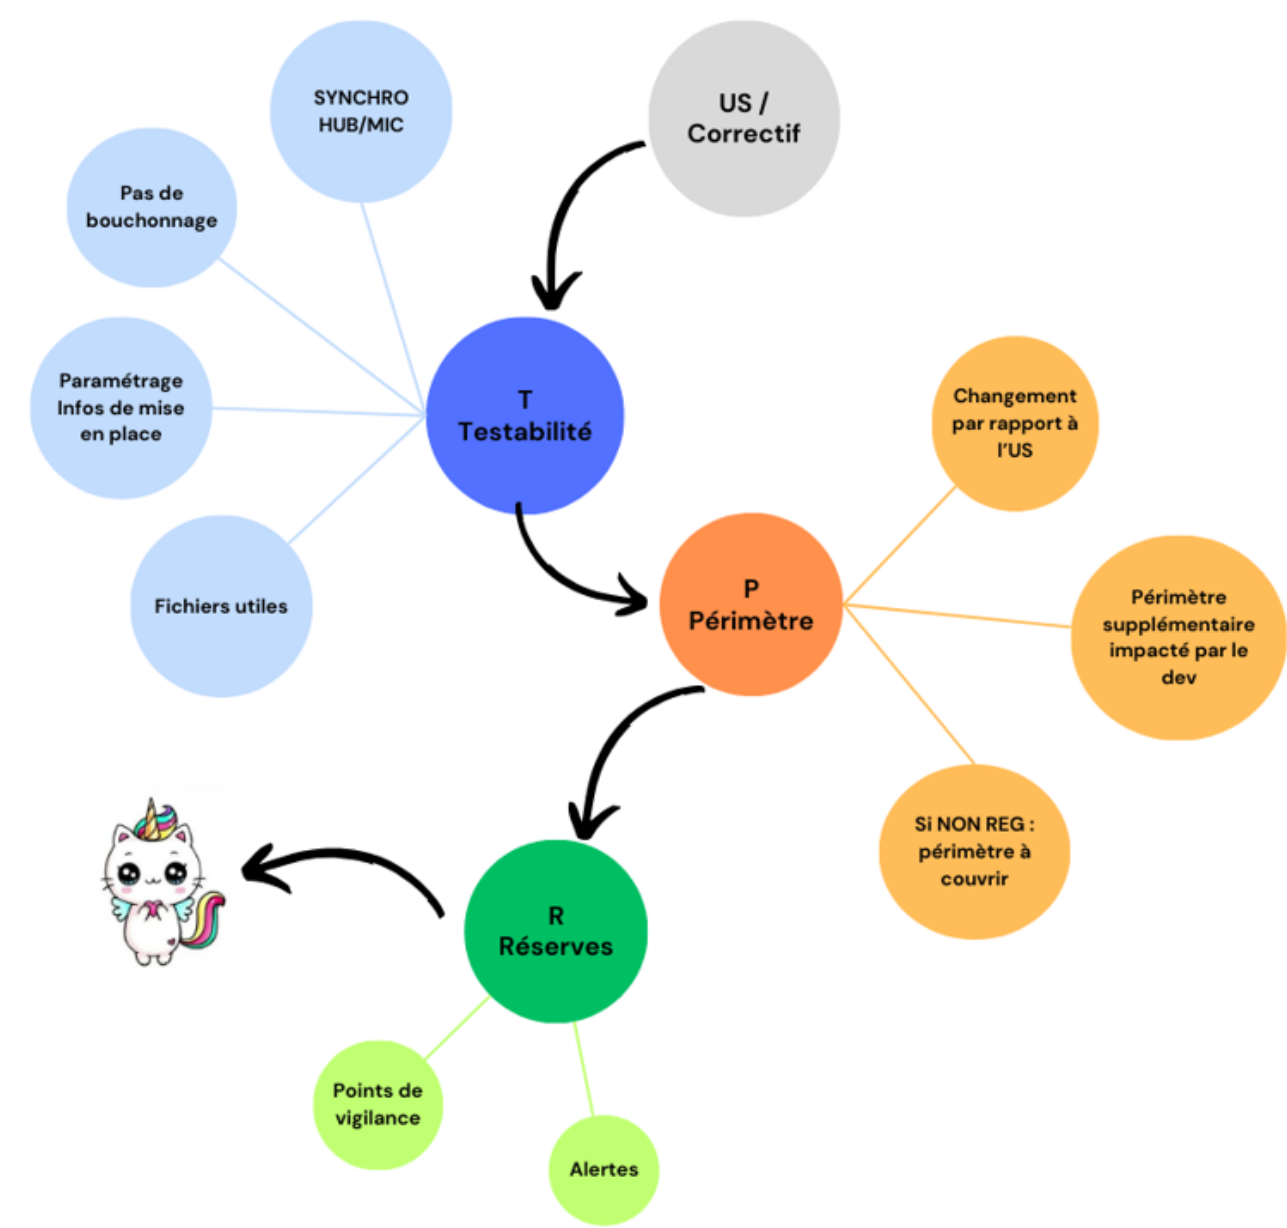 US /
Correctif
SYNCHRO
HUB/MIC
Pas de
bouchonnage
Paramétrage
Infos de mise
en place
Fichiers utiles
T
Testabilité
P
Périmètre
Changement
par rapport à
l'US
Périmètre
supplémentaire
impacté par le
dev
Si NON REG :
périmètre à
couvrir
R
Réserves
Points de
vigilance
Alertes